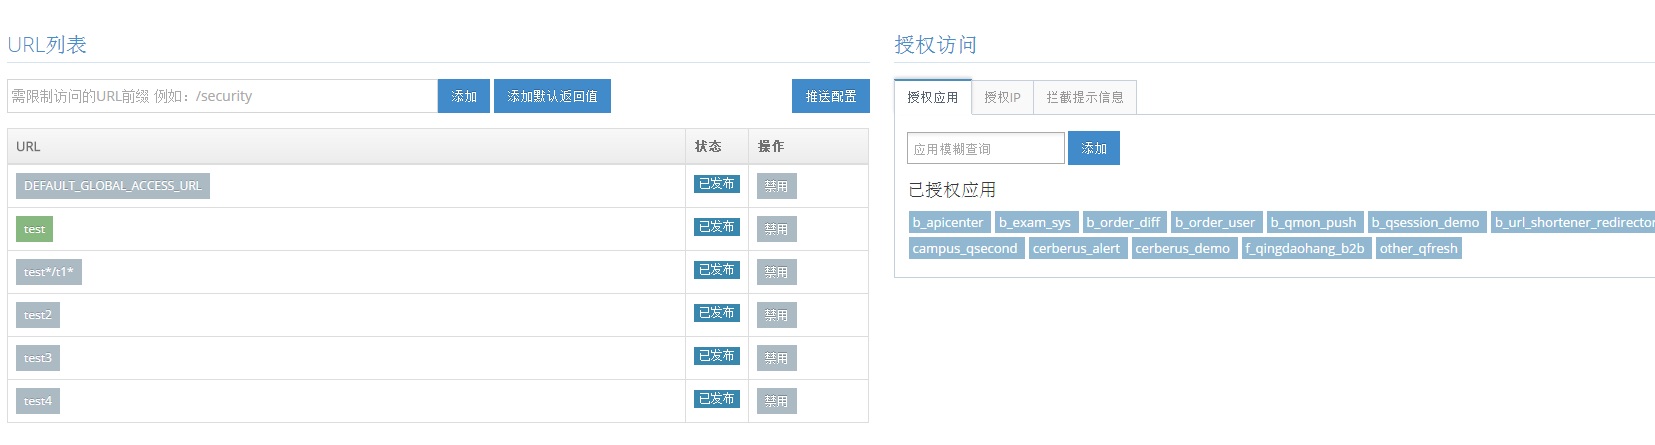 URL列表
需限制访问的URL前缀 例如：/security 添加 添加默认返回值 推送配置
URL 状态 操作
DEFAULT_GLOBAL_ACCESS_URL 已发布 禁用
test 已发布 禁用
test*/t1* 已发布 禁用
test2 已发布 禁用
test3 已发布 禁用
test4 已发布 禁用
授权访问
授权应用 授权IP 拦截提示信息
应用模糊查询 添加
已授权应用
b_apicenter b_exam_sys b_order_diff b_order_user b_qmon_push b_qsession_demo b_url_shortener_redirector
campus_qsecond cerberus_alert cerberus_demo f_qingdaohang_b2b other_qfresh